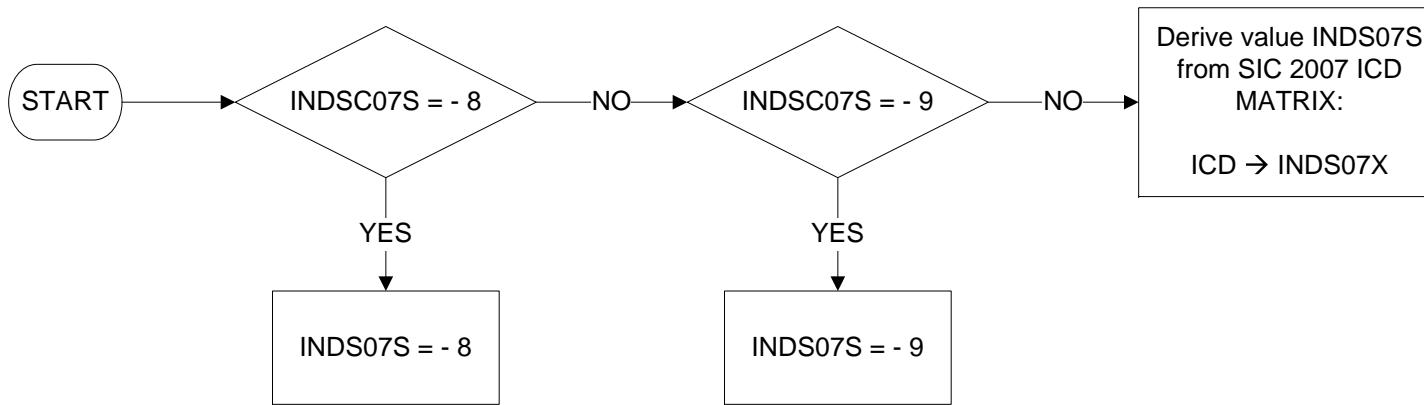 START
INDSC07S = - 8
NO
INDSC07S = - 9
NO
Derive value INDS07S
from SIC 2007 ICD
MATRIX:
ICD → INDS07X
YES
YES
INDS07S = - 8
INDS07S = - 9